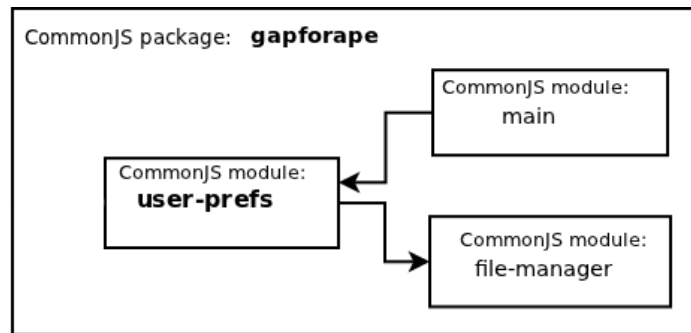 CommonJS package: gapforape
CommonJS module:
main
CommonJS module:
user-prefs
CommonJS module:
file-manager